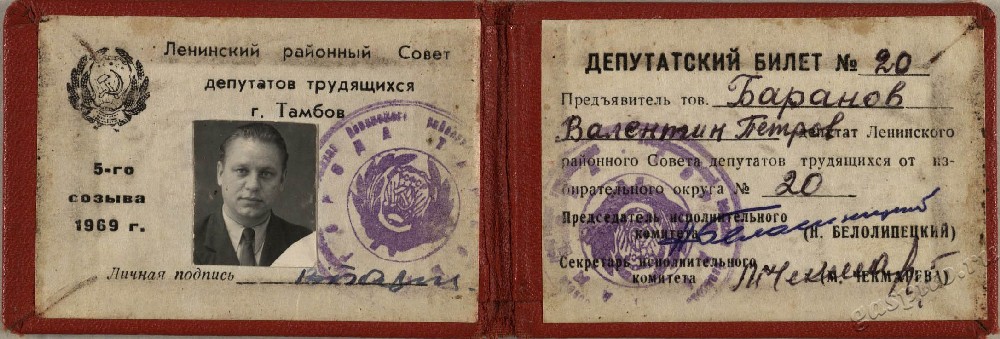 Ленинский районный Совет
депутатов трудящихся
г. Тамбов
5-го
созыва
1969 г.
Личная подпись
ДЕПУТАТСКИЙ БИЛЕТ № 20
Предъявитель тов. Баранов
Валентин Петров депутат Ленинского
районного Совета депутатов трудящихся от из-
бирательного округа № 20
Председатель исполнительного
комитета (Н. БЕЛОЛИПЕЦКИЙ)
Секретарь исполнительного
комитета (М. ЧЕКМАРЕВА)